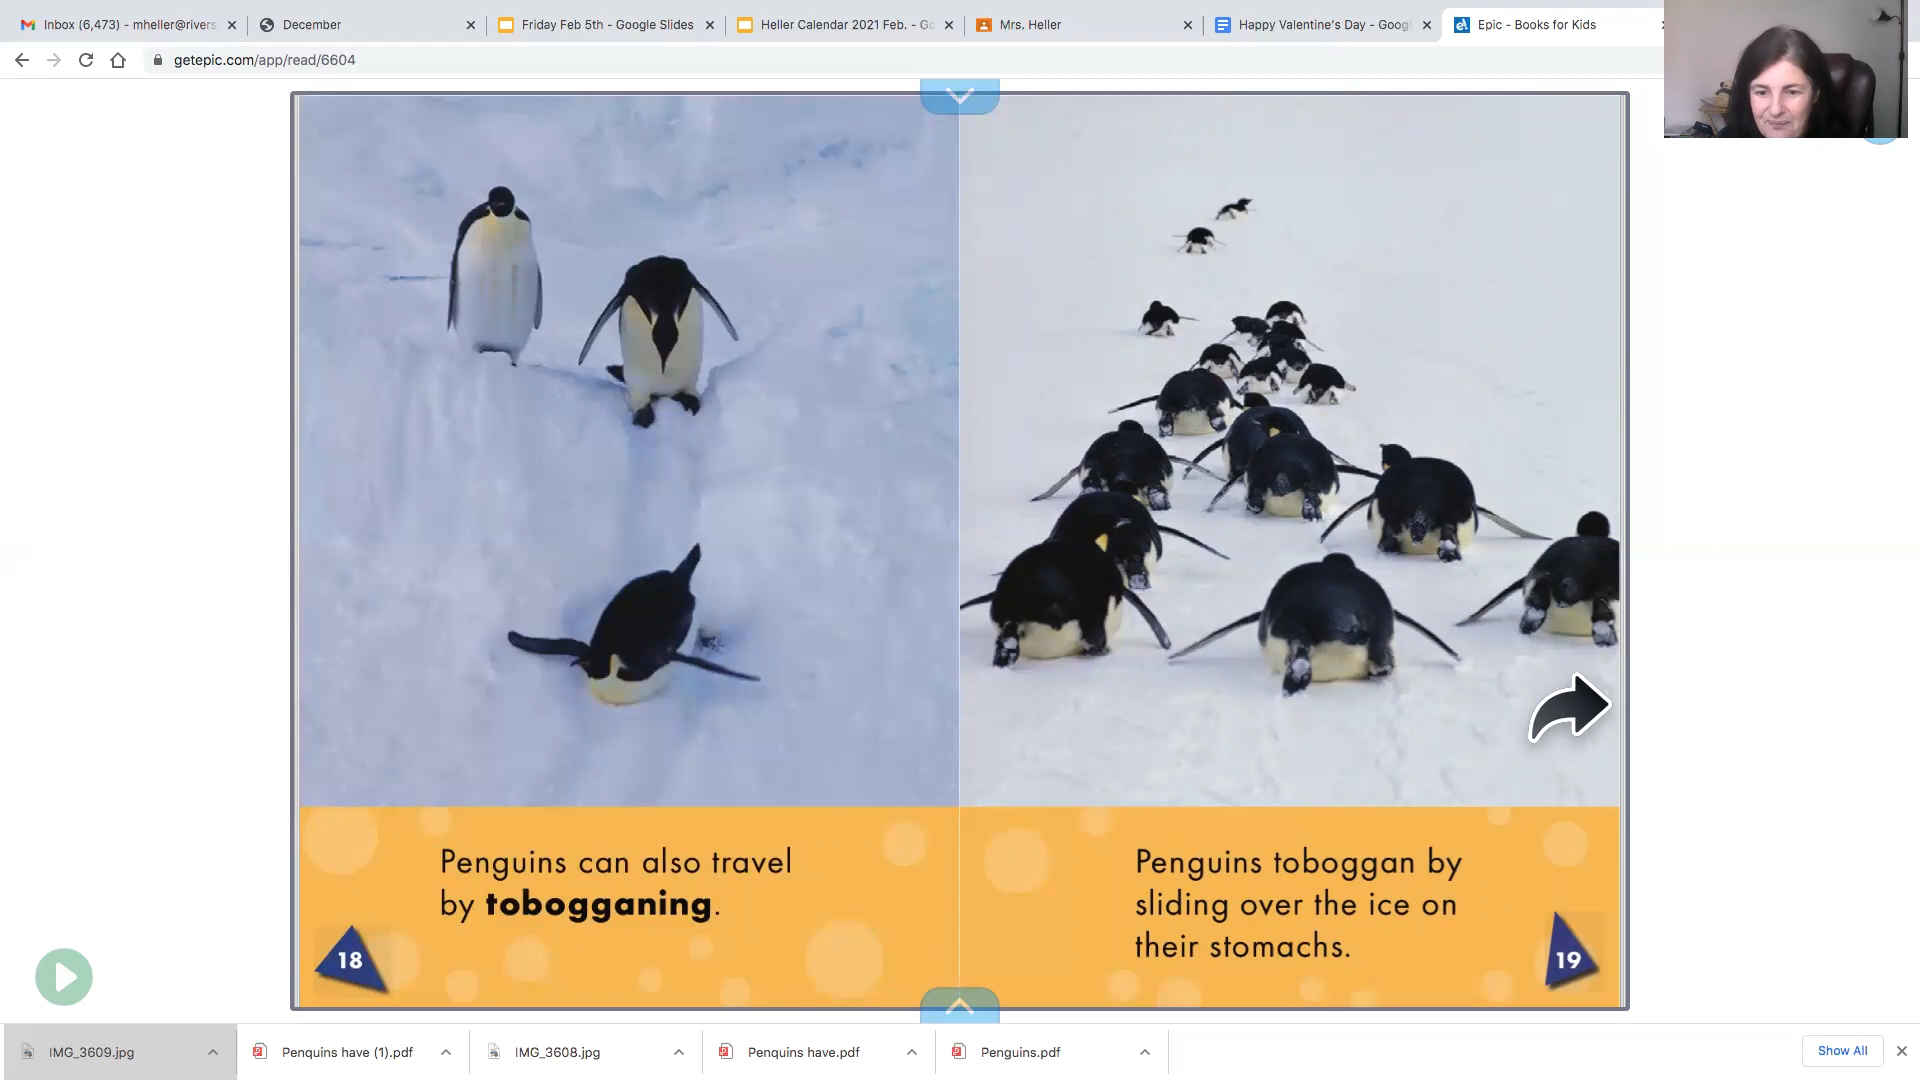 Inbox (6,473) - mheller@rivers
December
Friday Feb 5th - Google Slides
Heller Calendar 2021 Feb. - Go
Mrs. Heller
Happy Valentine's Day - Googl
Epic - Books for Kids
getepic.com/app/read/6604
Penguins can also travel
by tobogganing.
18
Penguins toboggan by
sliding over the ice on
their stomachs.
19
IMG_3609.jpg
Penquins have (1).pdf
IMG_3608.jpg
Penquins have.pdf
Penguins.pdf
Show All